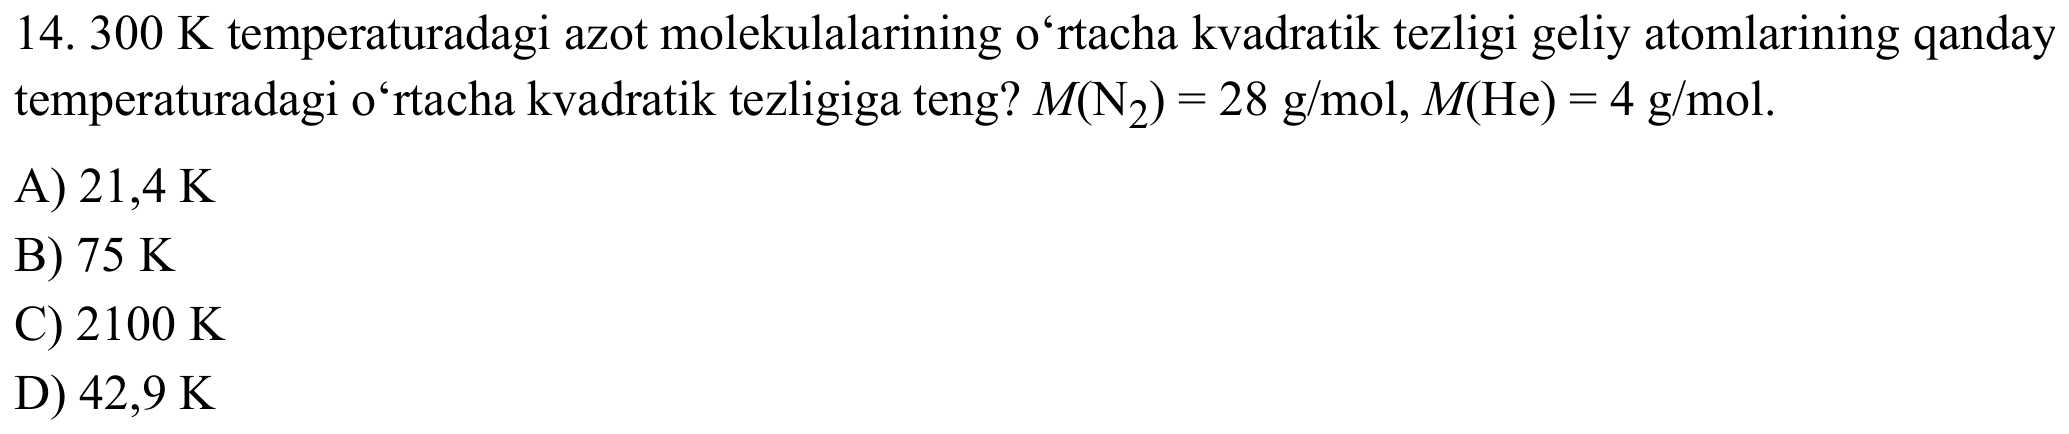 14. 300 K temperaturadagi azot molekulalarining o‘rtacha kvadratik tezligi geliy atomlarining qanday
temperaturadagi o‘rtacha kvadratik tezligiga teng? M(N₂) = 28 g/mol, M(He) = 4 g/mol.
A) 21,4 K
B) 75 K
C) 2100 K
D) 42,9 K